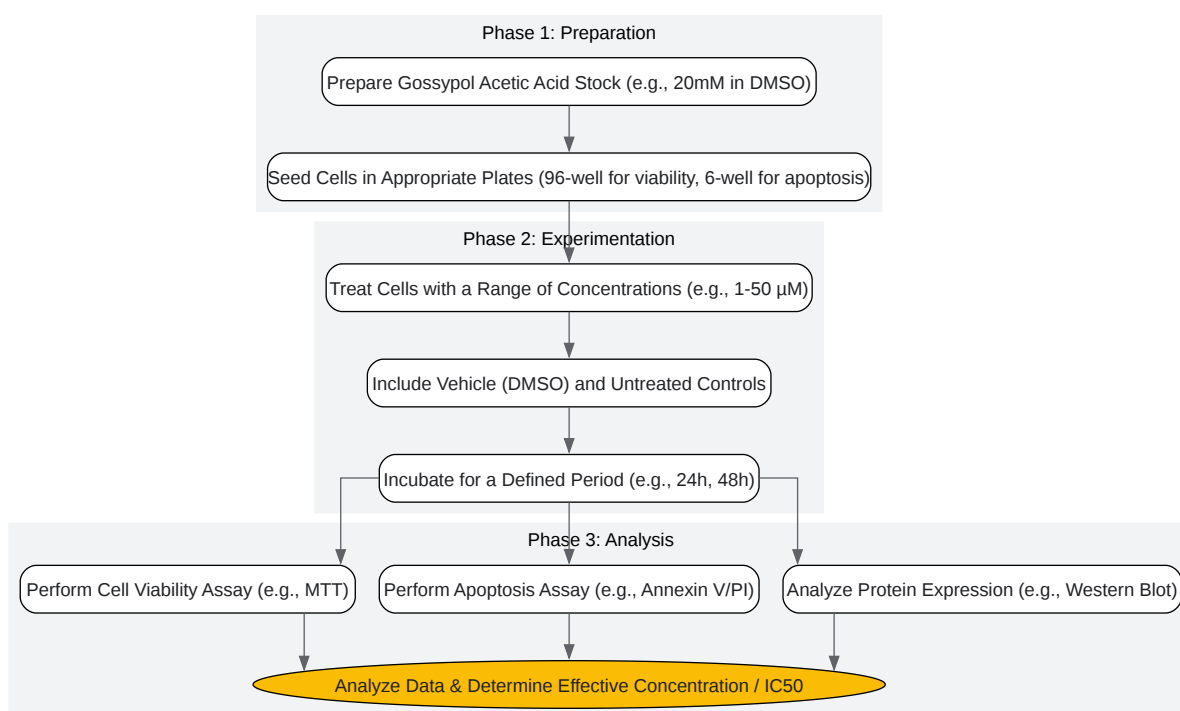 Phase 1: Preparation
Prepare Gossypol Acetic Acid Stock (e.g., 20mM in DMSO)
Seed Cells in Appropriate Plates (96-well for viability, 6-well for apoptosis)
Phase 2: Experimentation
Treat Cells with a Range of Concentrations (e.g., 1-50 µM)
Include Vehicle (DMSO) and Untreated Controls
Incubate for a Defined Period (e.g., 24h, 48h)
Phase 3: Analysis
Perform Cell Viability Assay (e.g., MTT)
Perform Apoptosis Assay (e.g., Annexin V/PI)
Analyze Protein Expression (e.g., Western Blot)
Analyze Data & Determine Effective Concentration / IC50